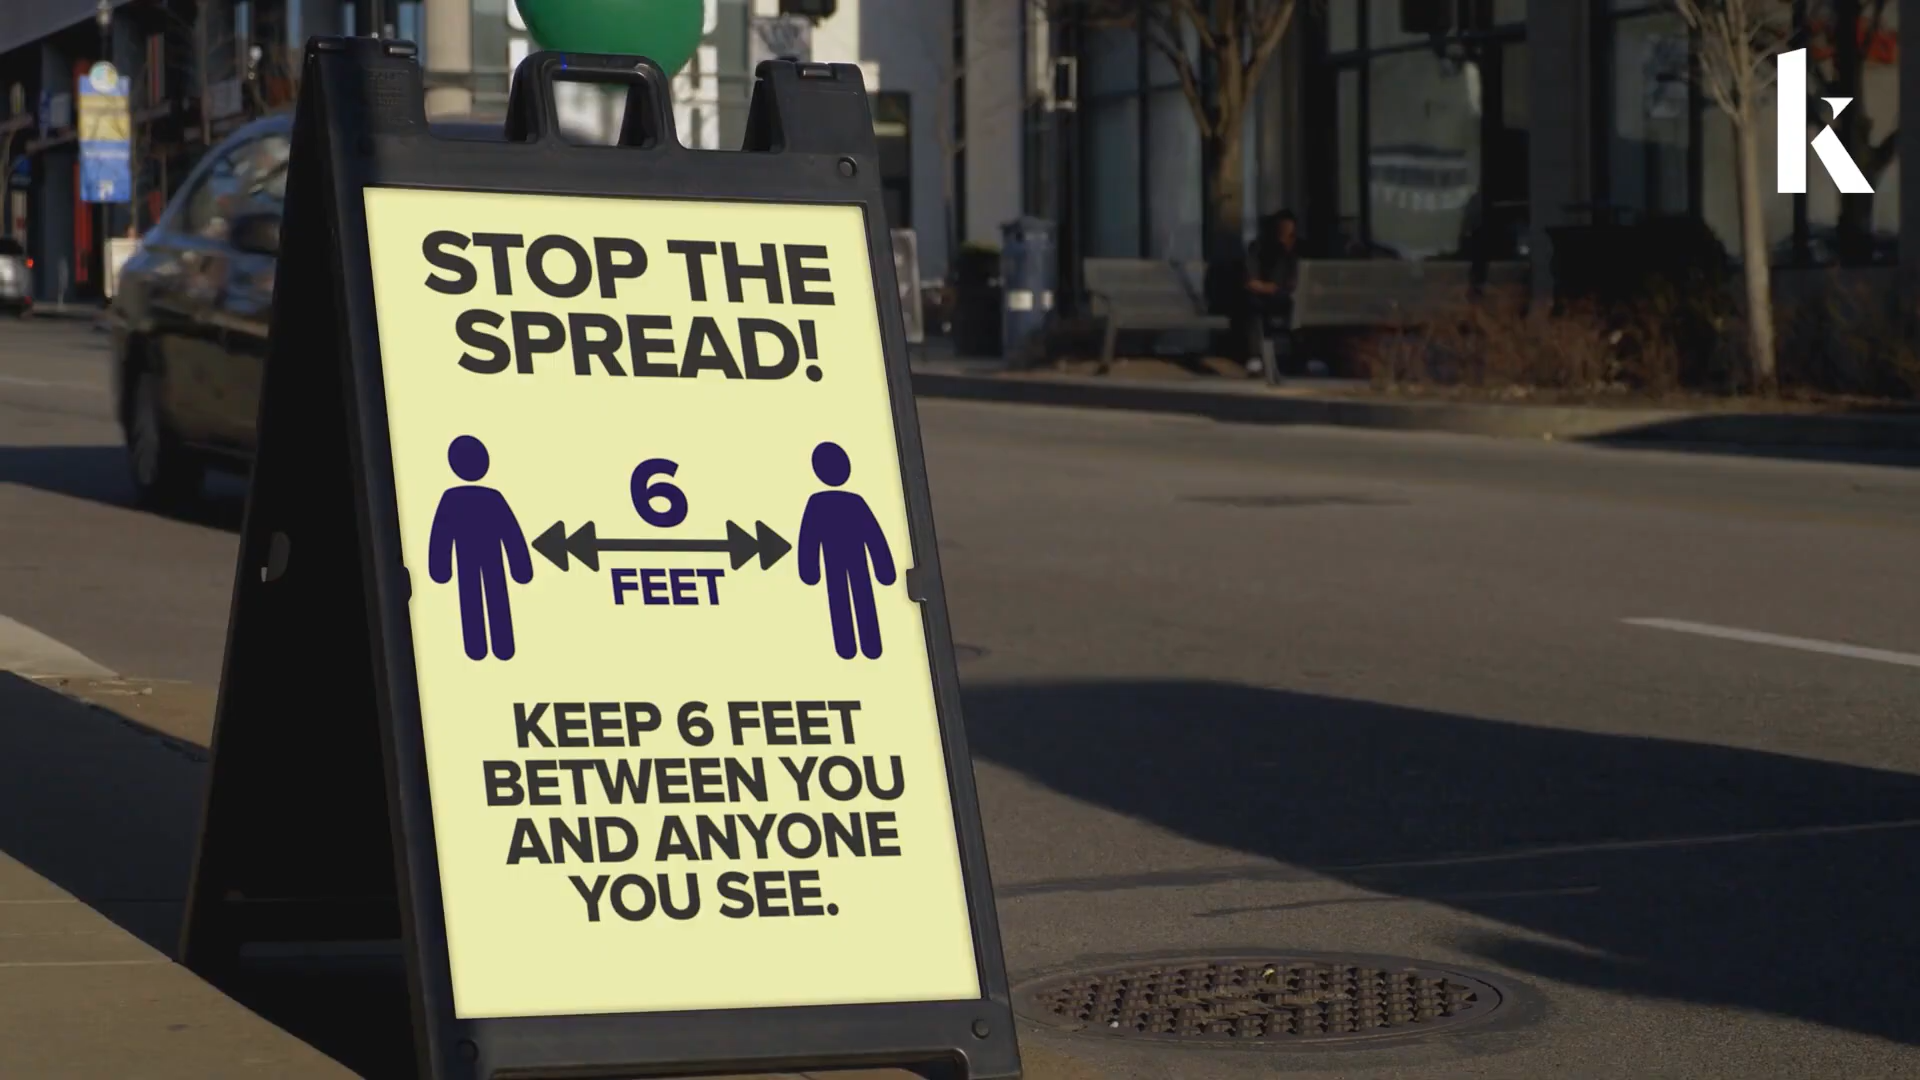 k
STOP THE
SPREAD!
6
FEET
KEEP 6 FEET
BETWEEN YOU
AND ANYONE
YOU SEE.